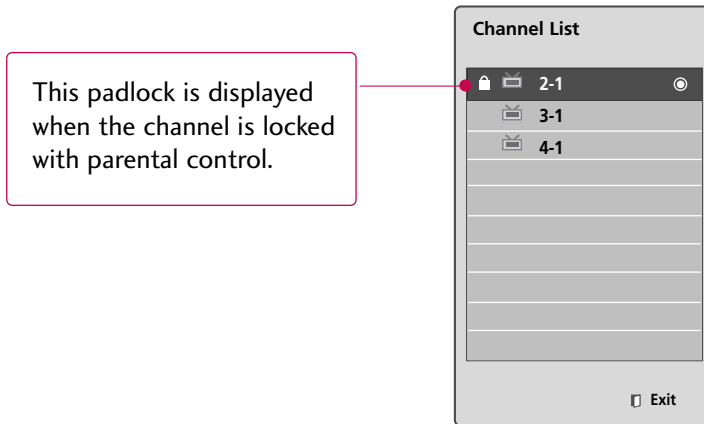 Channel List
This padlock is displayed
when the channel is locked
with parental control.
2-1
3-1
4-1
Exit